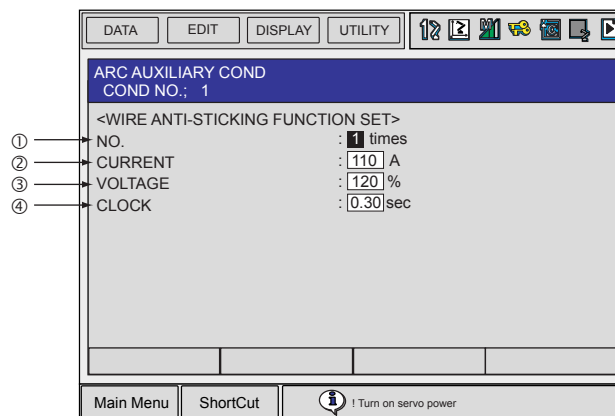 DATA EDIT DISPLAY UTILITY
ARC AUXILIARY COND
COND NO.; 1
<WIRE ANTI-STICKING FUNCTION SET>
① NO. : 1 times
② CURRENT : 110 A
③ VOLTAGE : 120 %
④ CLOCK : 0.30 sec
Main Menu ShortCut ! Turn on servo power